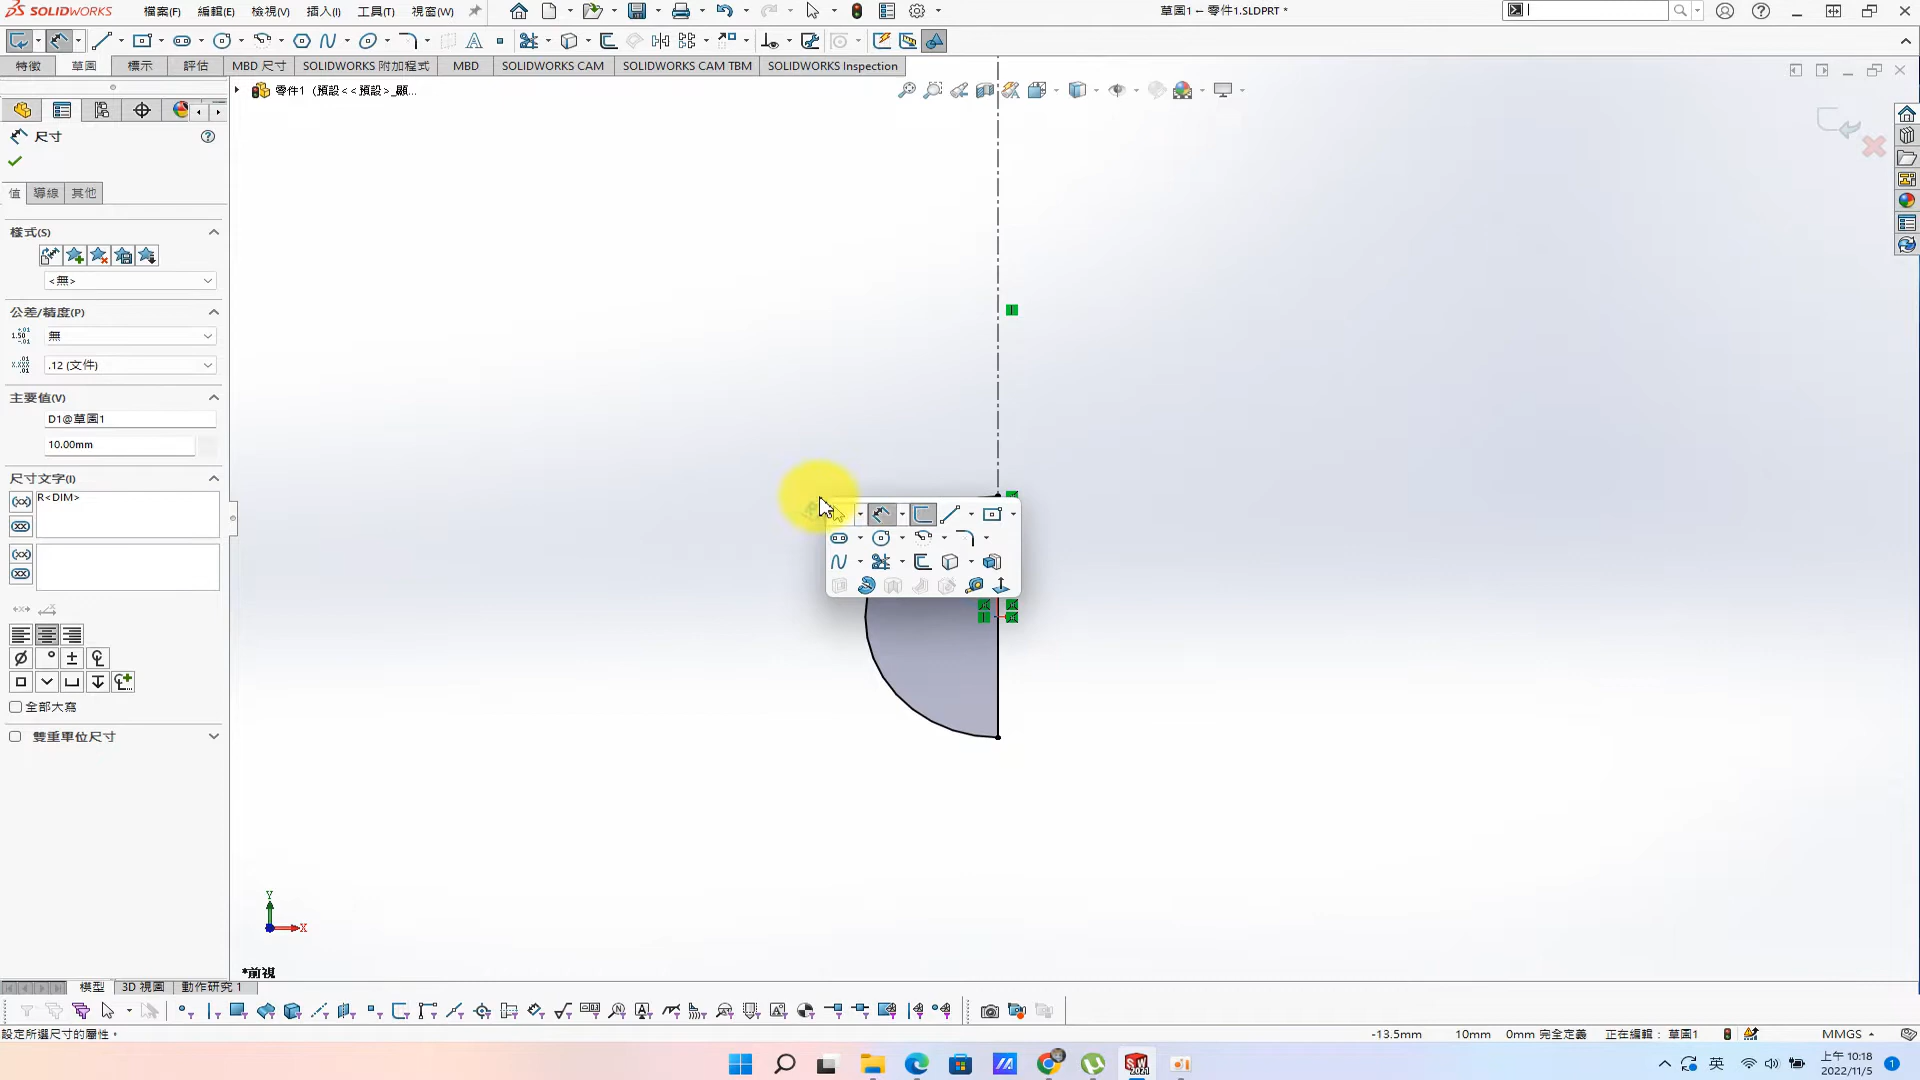 SOLIDWORKS 檔案(F) 編輯(E) 檢視(V) 插入(I) 工具(T) 視窗(W) 草圖1 – 零件1.SLDPRT *
特徵 草圖 標示 評估 MBD 尺寸 SOLIDWORKS 附加程式 MBD SOLIDWORKS CAM SOLIDWORKS CAM TBM SOLIDWORKS Inspection
零件1 (預設<<預設>_顯...
尺寸
值 導線 其他
樣式(S)
<無>
公差/精度(P)
無
.12 (文件)
主要值(V)
D1@草圖1
10.00mm
尺寸文字(I)
R<DIM>
全部大寫
雙重單位尺寸
Y
X
*前視
模型 3D 視圖 動作研究 1
設定所選尺寸的屬性。 -13.5mm 10mm 0mm 完全定義 正在編輯: 草圖1 MMGS
英 上午 10:18
2022/11/5